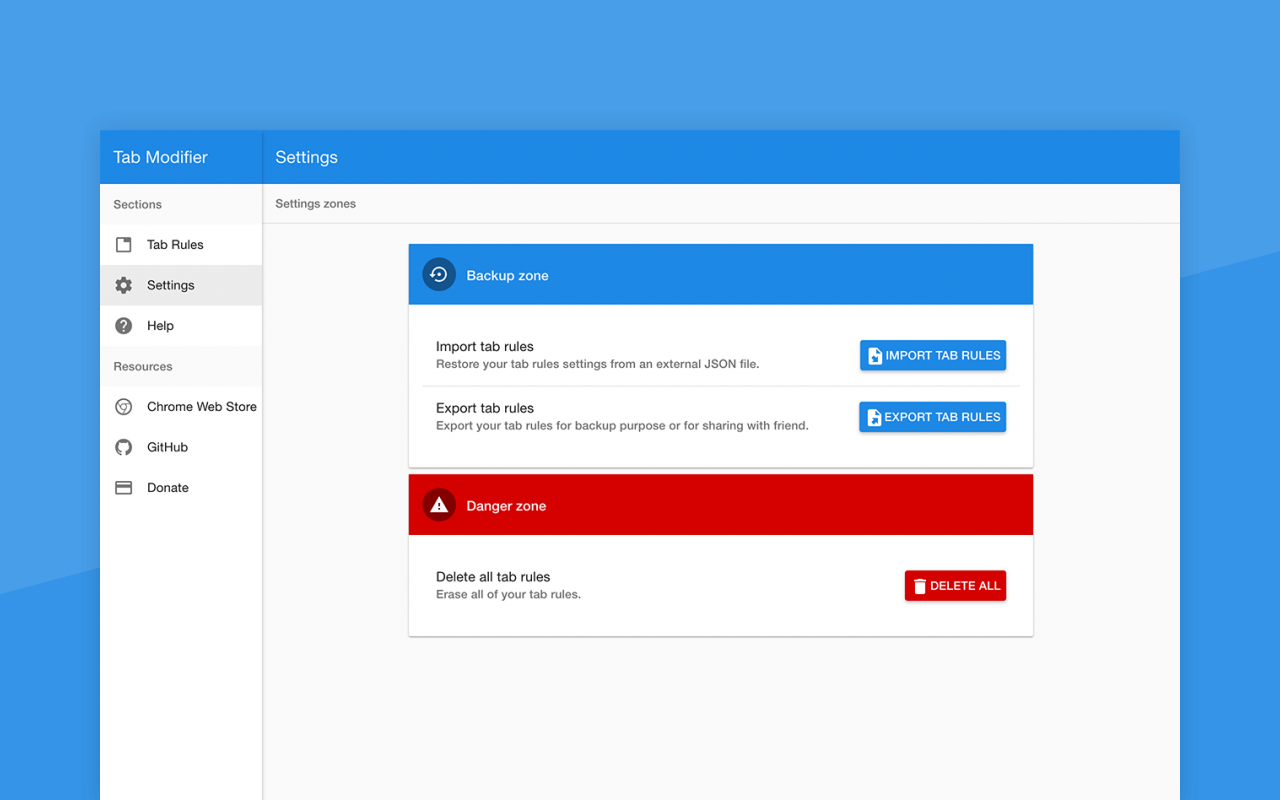 Tab Modifier
Settings
Sections
Settings zones
Tab Rules
Settings
Help
Resources
Chrome Web Store
GitHub
Donate
Backup zone
Import tab rules
Restore your tab rules settings from an external JSON file.
IMPORT TAB RULES
Export tab rules
Export your tab rules for backup purpose or for sharing with friend.
EXPORT TAB RULES
Danger zone
Delete all tab rules
Erase all of your tab rules.
DELETE ALL